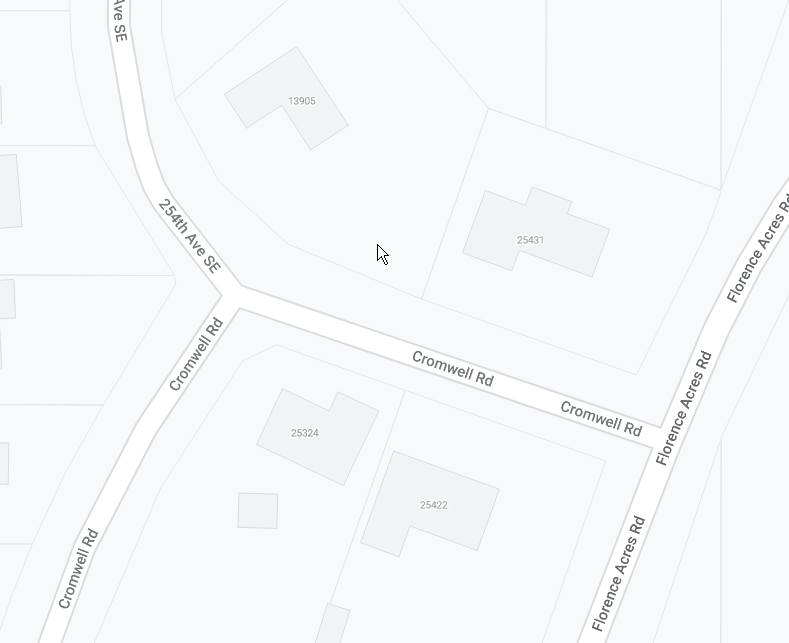 Ave SE
13905
254th Ave SE
25431
Florence Acres Rd
Cromwell Rd
Cromwell Rd
Cromwell Rd
Florence Acres Rd
25324
25422
Cromwell Rd
Florence Acres Rd